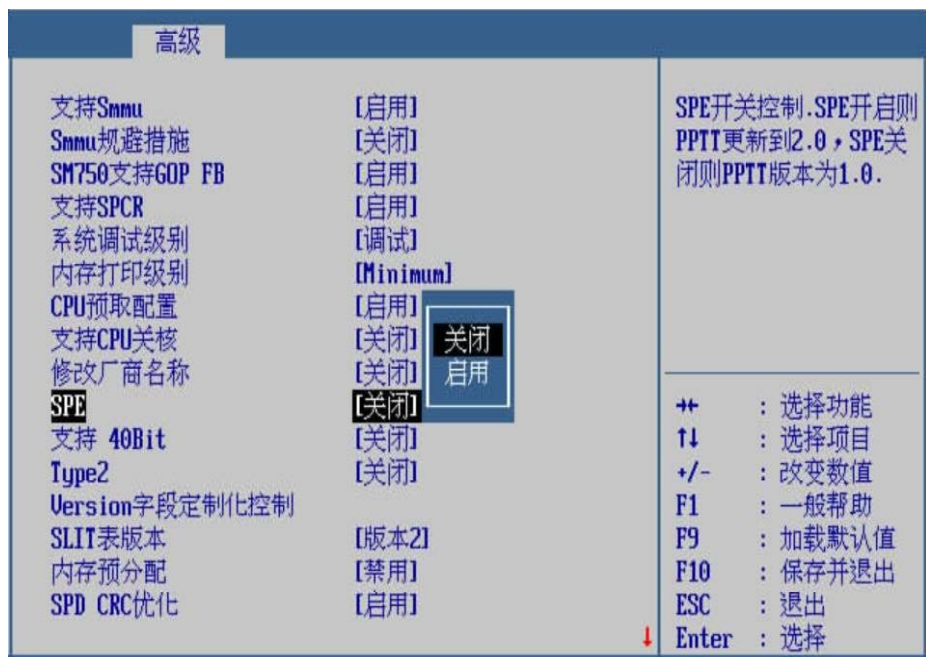 高级
支持Smmu [启用]
Smmu规避措施 [关闭]
SM750支持GOP FB [启用]
支持SPCR [启用]
系统调试级别 [调试]
内存打印级别 [Minimum]
CPU预取配置 [启用]
支持CPU关核 [关闭]
修改厂商名称 [关闭]
SPE [关闭]
支持 40Bit [关闭]
Type2 [关闭]
Version字段定制化控制
SLIT表版本 [版本2]
内存预分配 [禁用]
SPD CRC优化 [启用]
关闭
启用
SPE开关控制.SPE开启则
PPTT更新到2.0，SPE关
闭则PPTT版本为1.0.
→← : 选择功能
↑↓ : 选择项目
+/- : 改变数值
F1 : 一般帮助
F9 : 加载默认值
F10 : 保存并退出
ESC : 退出
Enter : 选择